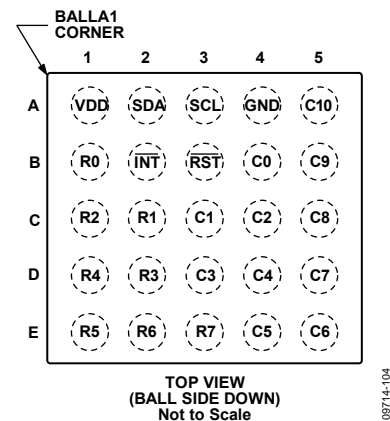 BALLA1
CORNER
1 2 3 4 5
A VDD SDA SCL GND C10
B R0 INT RST C0 C9
C R2 R1 C1 C2 C8
D R4 R3 C3 C4 C7
E R5 R6 R7 C5 C6
TOP VIEW
(BALL SIDE DOWN)
Not to Scale
09714-104